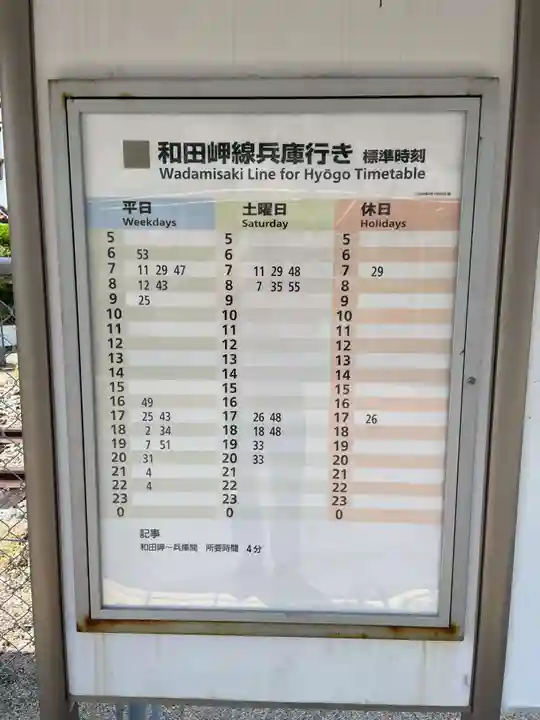 和田岬線兵庫行き 標準時刻
Wadamisaki Line for Hyōgo Timetable
平日 土曜日 休日
Weekdays Saturday Holidays
5 5 5
6 53 6 6
7 11 29 47 7 11 29 48 7 29
8 12 43 8 7 35 55 8
9 25 9 9
10 10 10
11 11 11
12 12 12
13 13 13
14 14 14
15 15 15
16 49 16 16
17 25 43 17 26 48 17 26
18 2 34 18 18 48 18
19 7 51 19 33 19
20 31 20 33 20
21 4 21 21
22 4 22 22
23 23 23
0 0 0
記事
和田岬～兵庫間 所要時間 4分